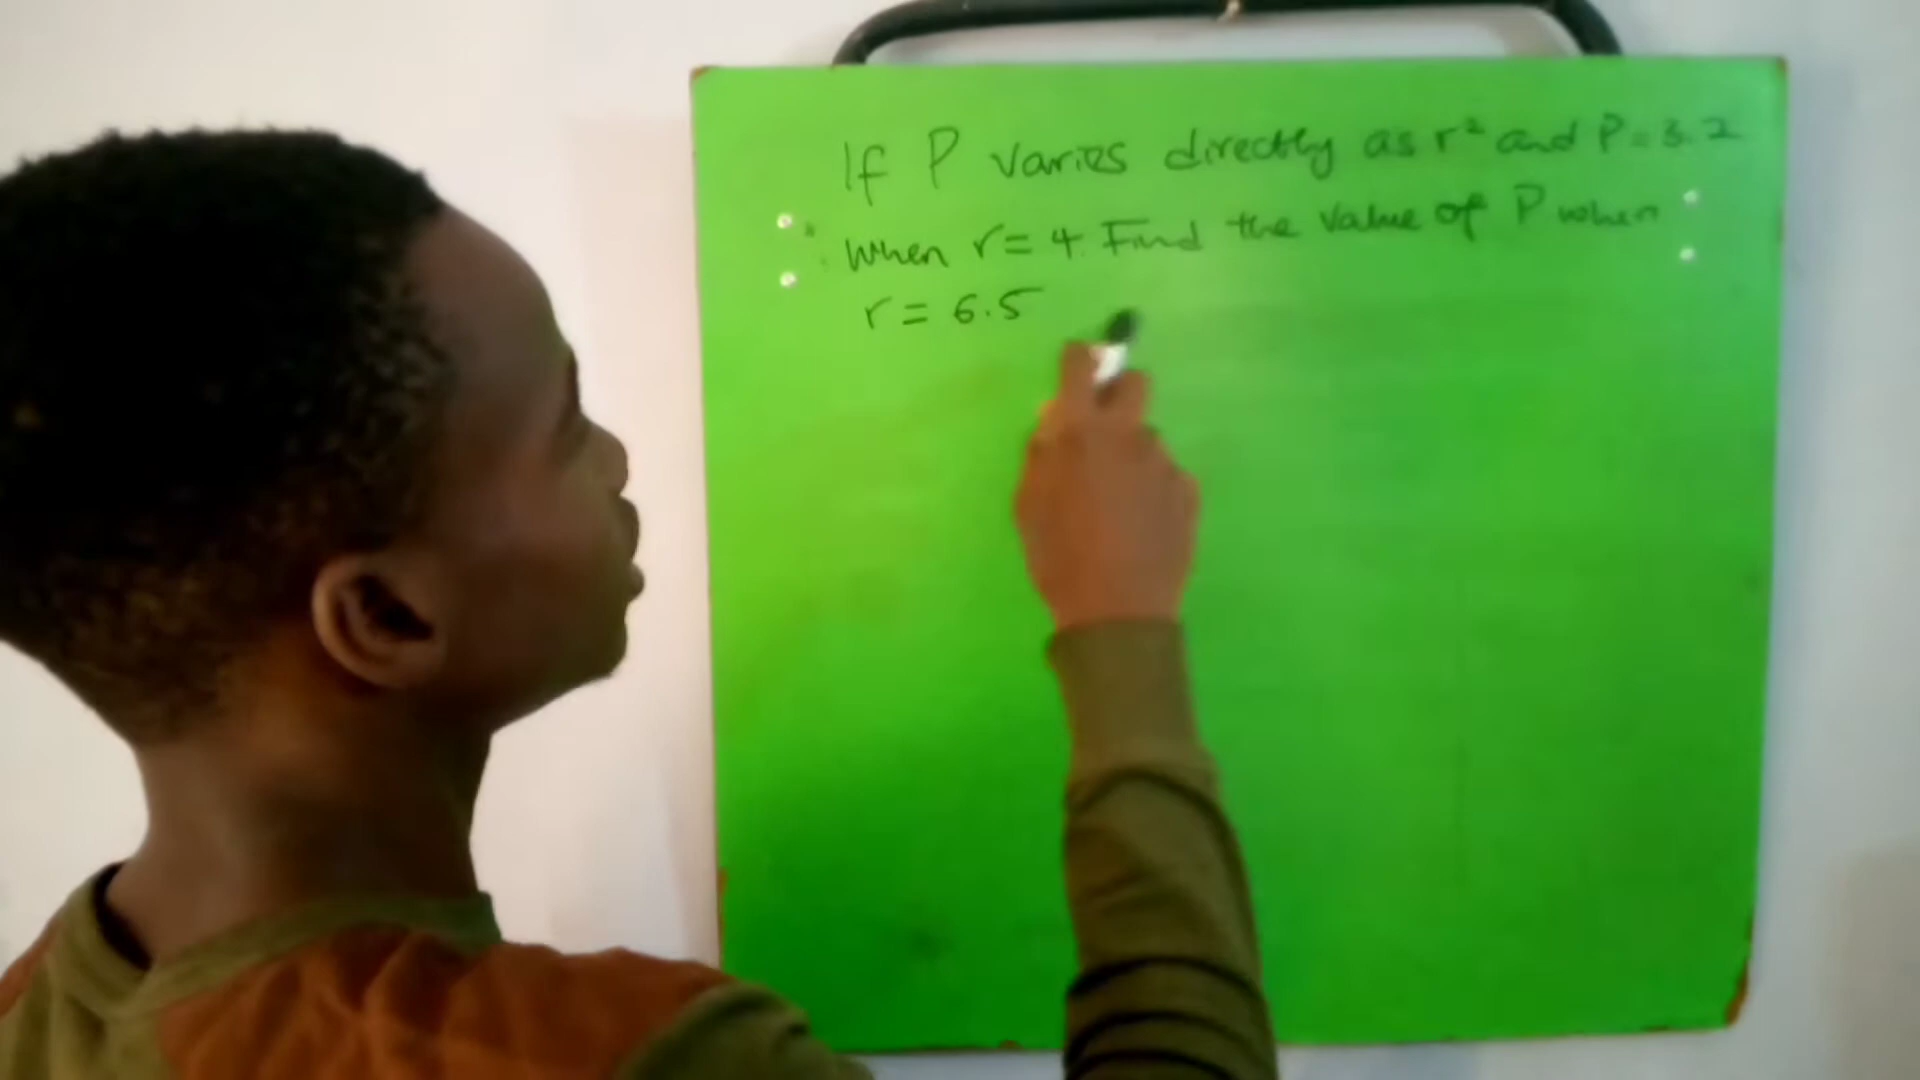 If P varies directly as r² and P = 3.2
when r = 4. Find the value of P when
r = 6.5